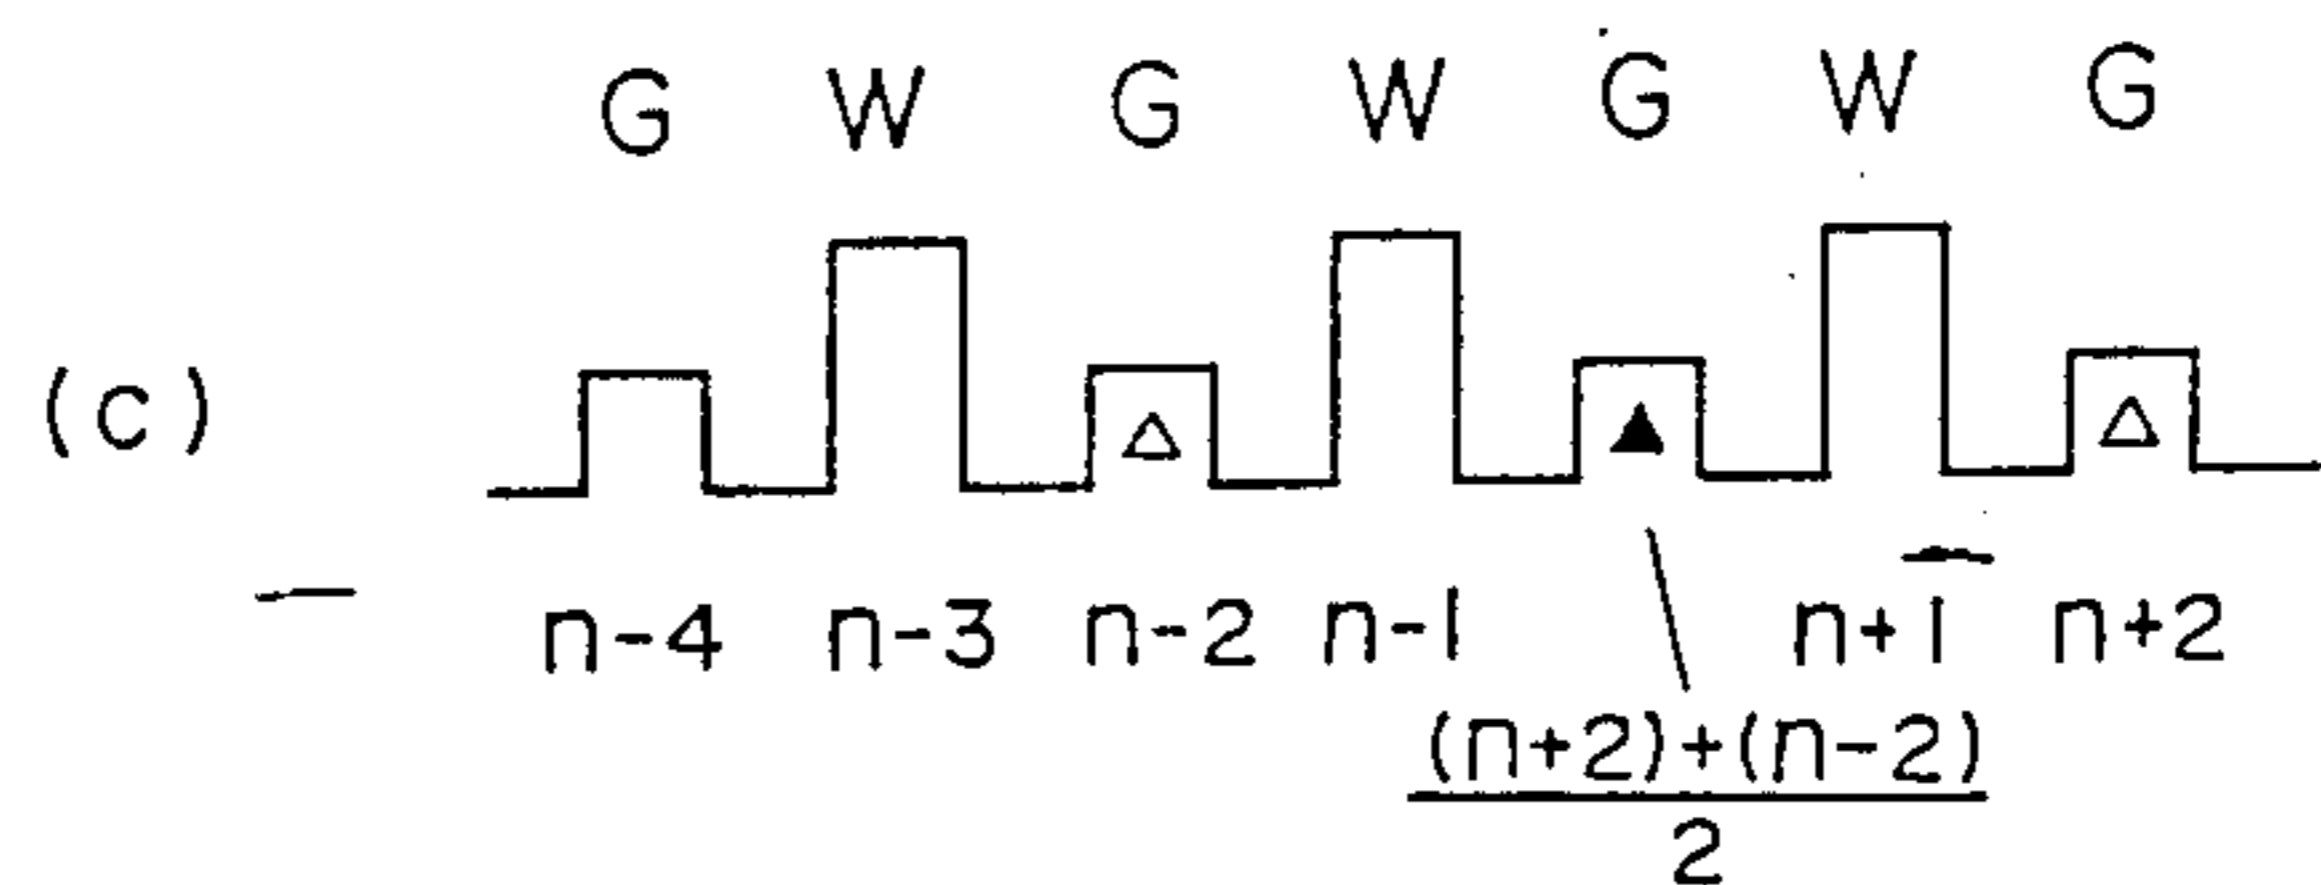 G W G W G W G
(c)
n-4 n-3 n-2 n-1 n+1 n+2
(n+2)+(n-2)
2